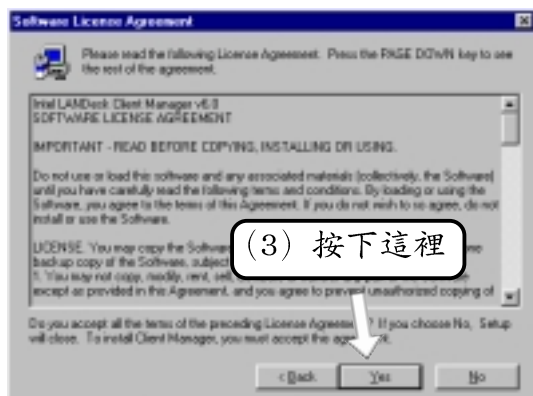 Software License Agreement
Please read the following License Agreement. Press the PAGE DOWN key to see
the rest of the agreement.
Intel LANDesk Client Manager v6.0
SOFTWARE LICENSE AGREEMENT
IMPORTANT - READ BEFORE COPYING, INSTALLING OR USING.
Do not use or load this software and any associated materials (collectively, the Software)
until you have carefully read the following terms and conditions. By loading or using the
Software, you agree to the terms of this Agreement. If you do not wish to so agree, do not
install or use the Software.
LICENSE. You may copy the Software
backup copy of the Software, subject
1. You may not copy, modify, rent, sell,
except as provided in this Agreement, and you agree to prevent unauthorized copying of
(3) 按下這裡
Do you accept all the terms of the preceding License Agreement? If you choose No, Setup
will close. To install Client Manager, you must accept the
< Back
Yes
No